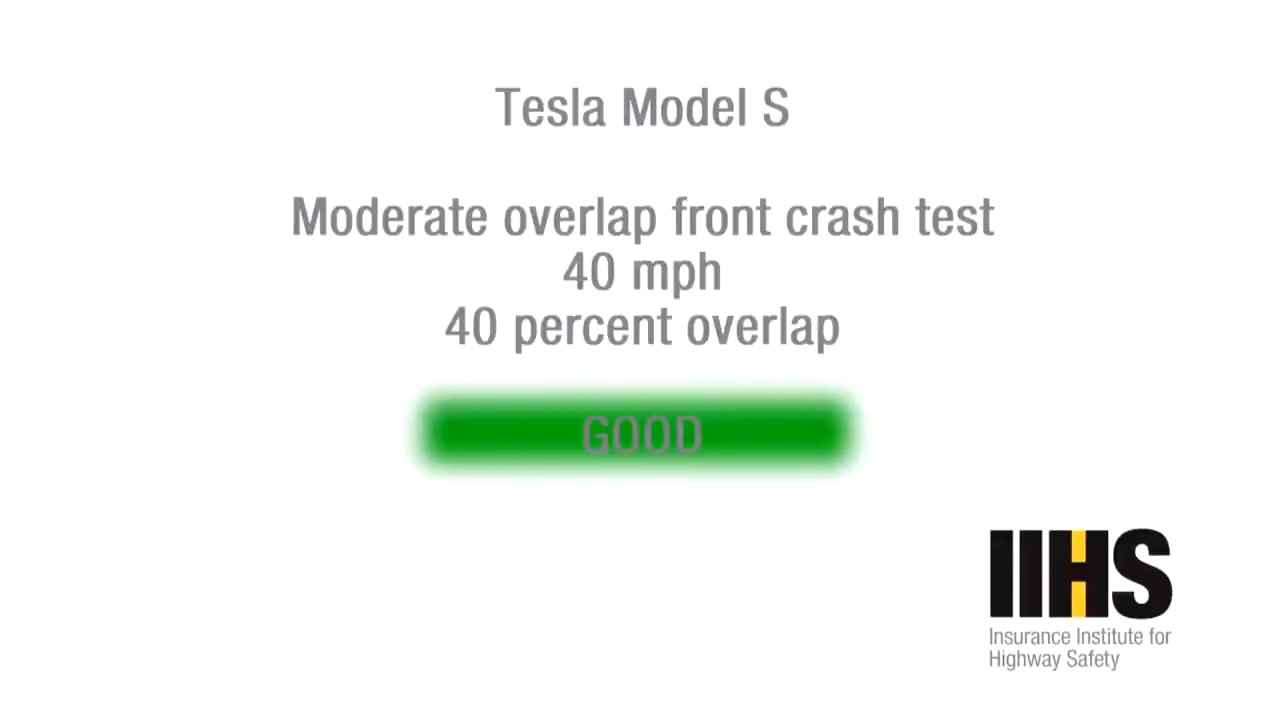 Tesla Model S
Moderate overlap front crash test
40 mph
40 percent overlap
GOOD
IIHS
Insurance Institute for
Highway Safety